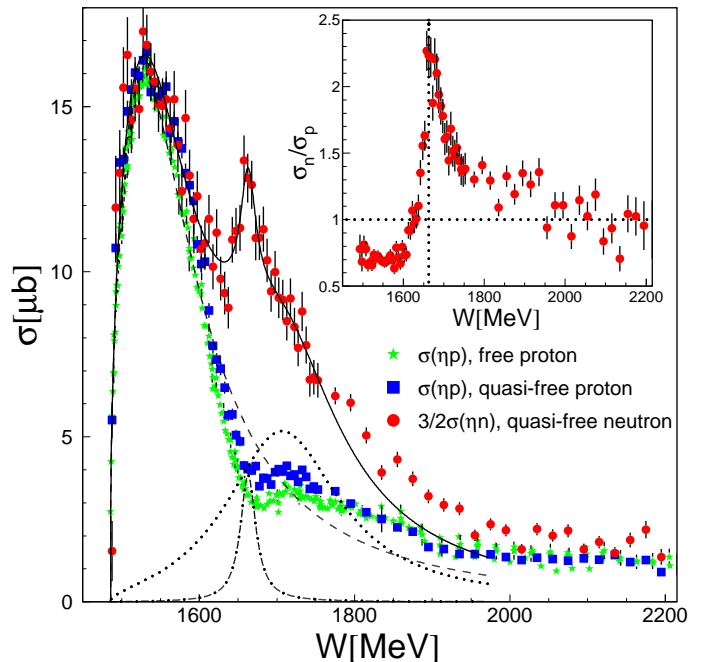 σ[μb]
15
10
5
0
1600
1800
2000
2200
W[MeV]
σn/σp
2.5
2
1.5
1
0.5
1600
1800
2000
2200
W[MeV]
σ(ηp), free proton
σ(ηp), quasi-free proton
3/2σ(ηn), quasi-free neutron